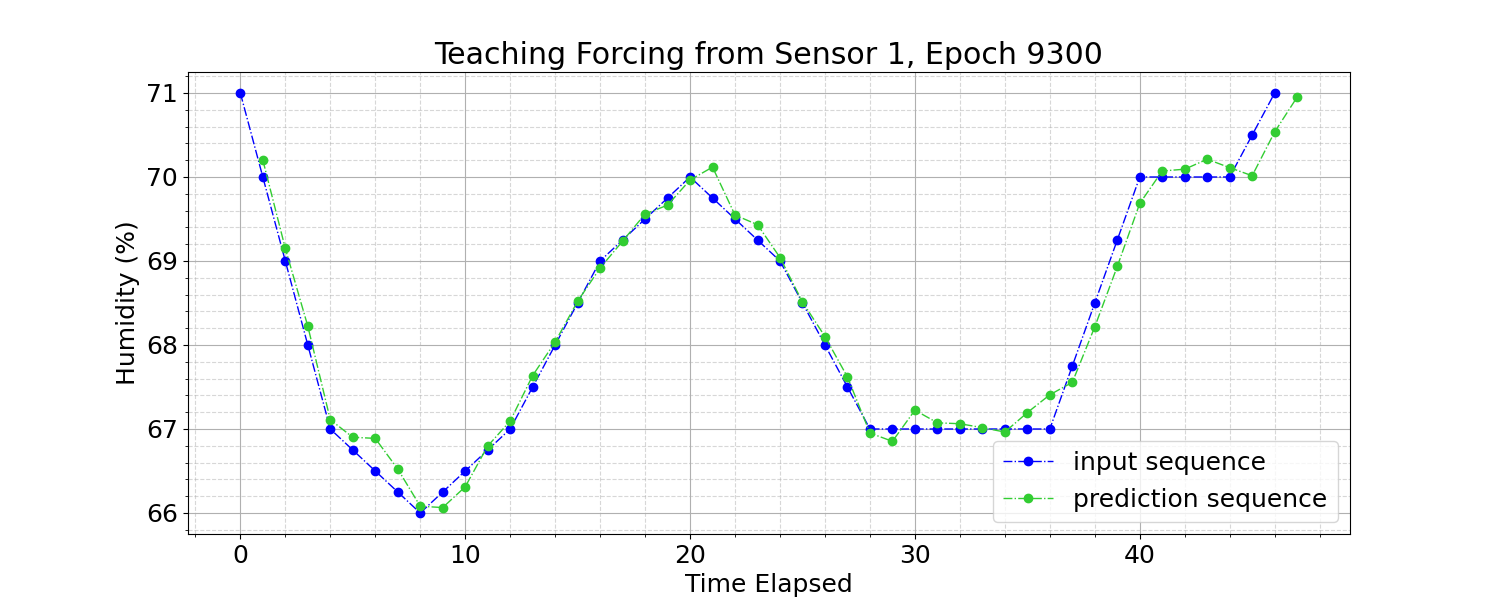 Teaching Forcing from Sensor 1, Epoch 9300
71
70
69
68
67
66
Humidity (%)
input sequence
prediction sequence
0 10 20 30 40
Time Elapsed